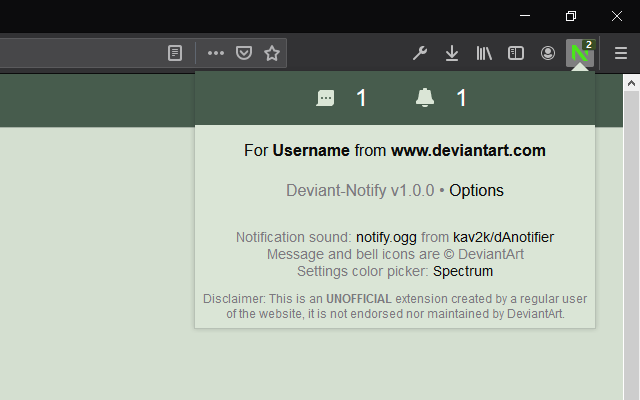 2
1 1
For Username from www.deviantart.com
Deviant-Notify v1.0.0 • Options
Notification sound: notify.ogg from kav2k/dAnotifier
Message and bell icons are © DeviantArt
Settings color picker: Spectrum
Disclaimer: This is an UNOFFICIAL extension created by a regular user
of the website, it is not endorsed nor maintained by DeviantArt.